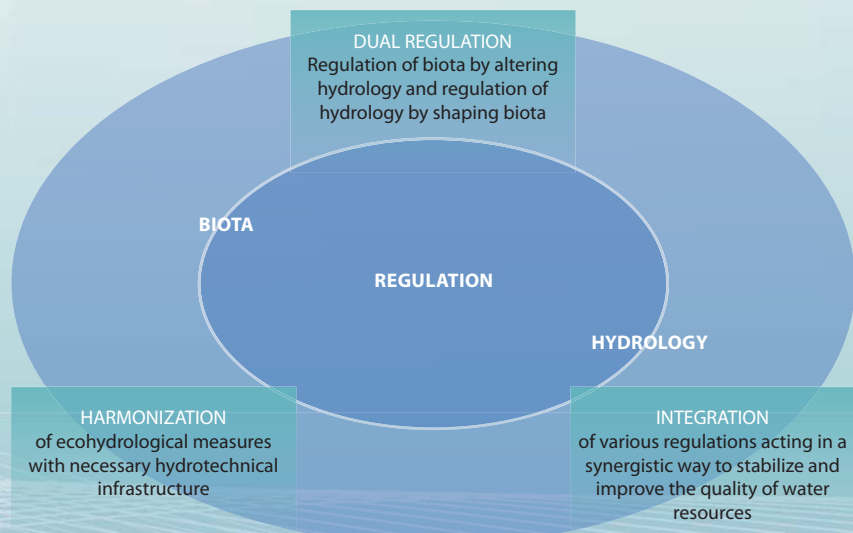 DUAL REGULATION
Regulation of biota by altering
hydrology and regulation of
hydrology by shaping biota
BIOTA
REGULATION
HYDROLOGY
HARMONIZATION
of ecohydrological measures
with necessary hydrotechnical
infrastructure
INTEGRATION
of various regulations acting in a
synergistic way to stabilize and
improve the quality of water
resources